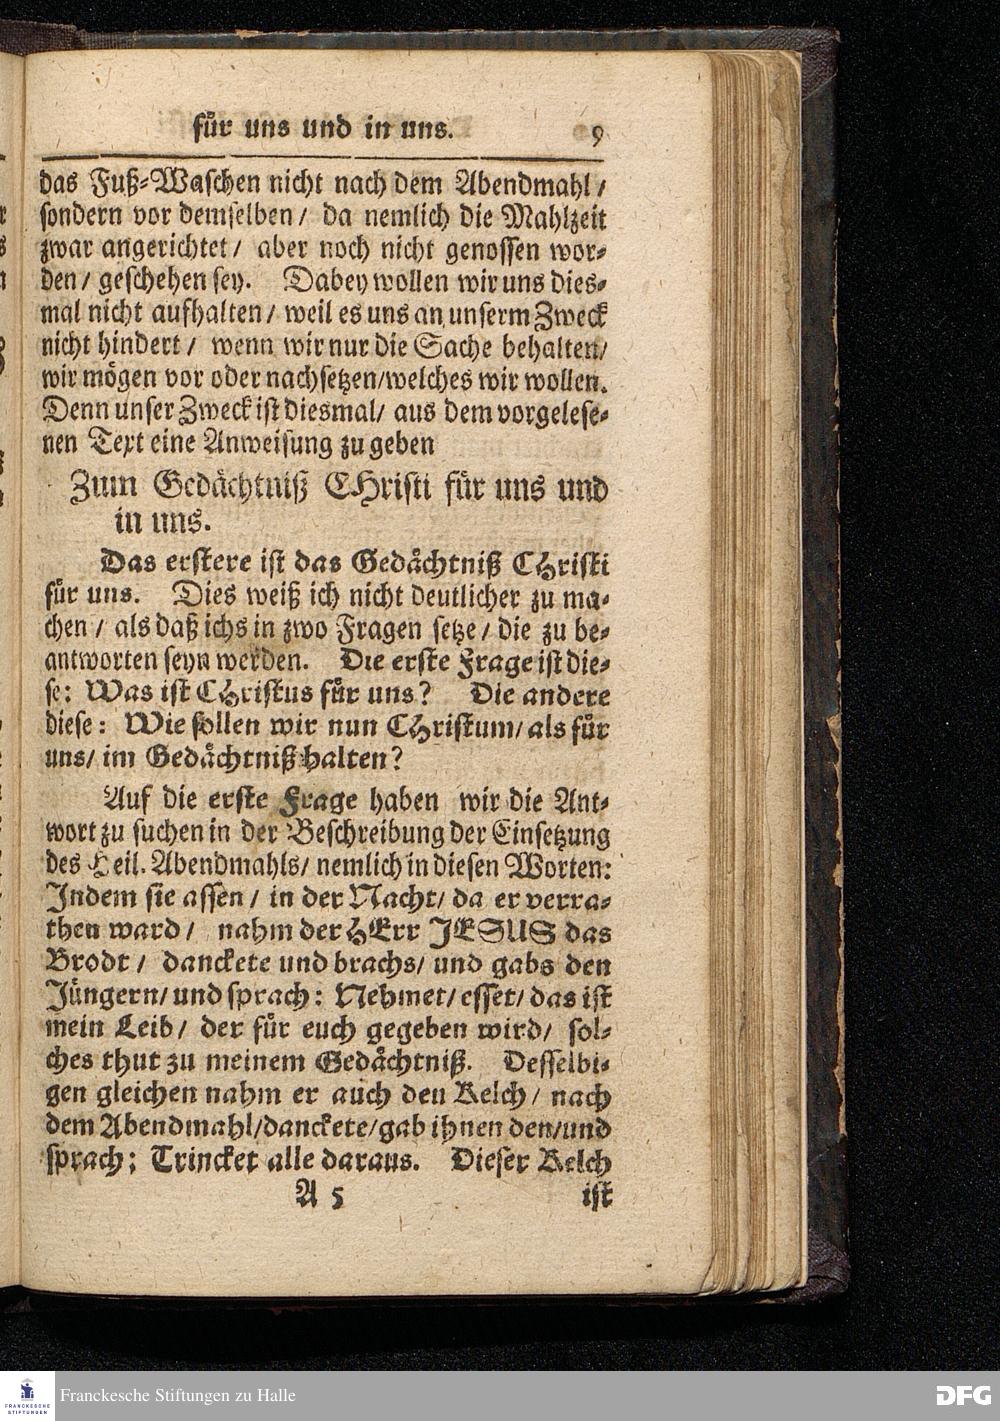 für uns und in uns. 9
das Fuß-Waschen nicht nach dem Abendmahl /
sondern vor demselben / da nemlich die Mahlzeit
zwar angerichtet / aber noch nicht genossen wor-
den / geschehen sey. Dabey wollen wir uns dies-
mal nicht aufhalten / weil es uns an unserm Zweck
nicht hindert / wenn wir nur die Sache behalten /
wir mögen vor oder nachsetzen / welches wir wollen.
Denn unser Zweck ist diesmal / aus dem vorgelese-
nen Text eine Anweisung zu geben
Zum Gedächtniß CHristi für uns und
in uns.
Das erstere ist das Gedächtniß CHristi
für uns. Dies weiß ich nicht deutlicher zu ma-
chen / als daß ichs in zwo Fragen setze / die zu be-
antworten seyn werden. Die erste Frage ist die-
se: Was ist CHristus für uns? Die andere
diese: Wie sollen wir nun CHristum / als für
uns / im Gedächtniß halten?
Auf die erste Frage haben wir die Ant-
wort zu suchen in der Beschreibung der Einsetzung
des Heil. Abendmahls / nemlich in diesen Worten:
Indem sie assen / in der Nacht / da er verra-
then ward / nahm der HErr JESUS das
Brodt / danckete und brachs / und gabs den
Jüngern / und sprach: Nehmet / esset / das ist
mein Leib / der für euch gegeben wird / sol-
ches thut zu meinem Gedächtniß. Desselbi-
gen gleichen nahm er auch den Kelch / nach
dem Abendmahl / danckete / gab ihnen den / und
sprach: Trincket alle daraus. Dieser Kelch
A 5 ist
FRANCKESCHE
STIFTUNGEN
Franckesche Stiftungen zu Halle
DFG